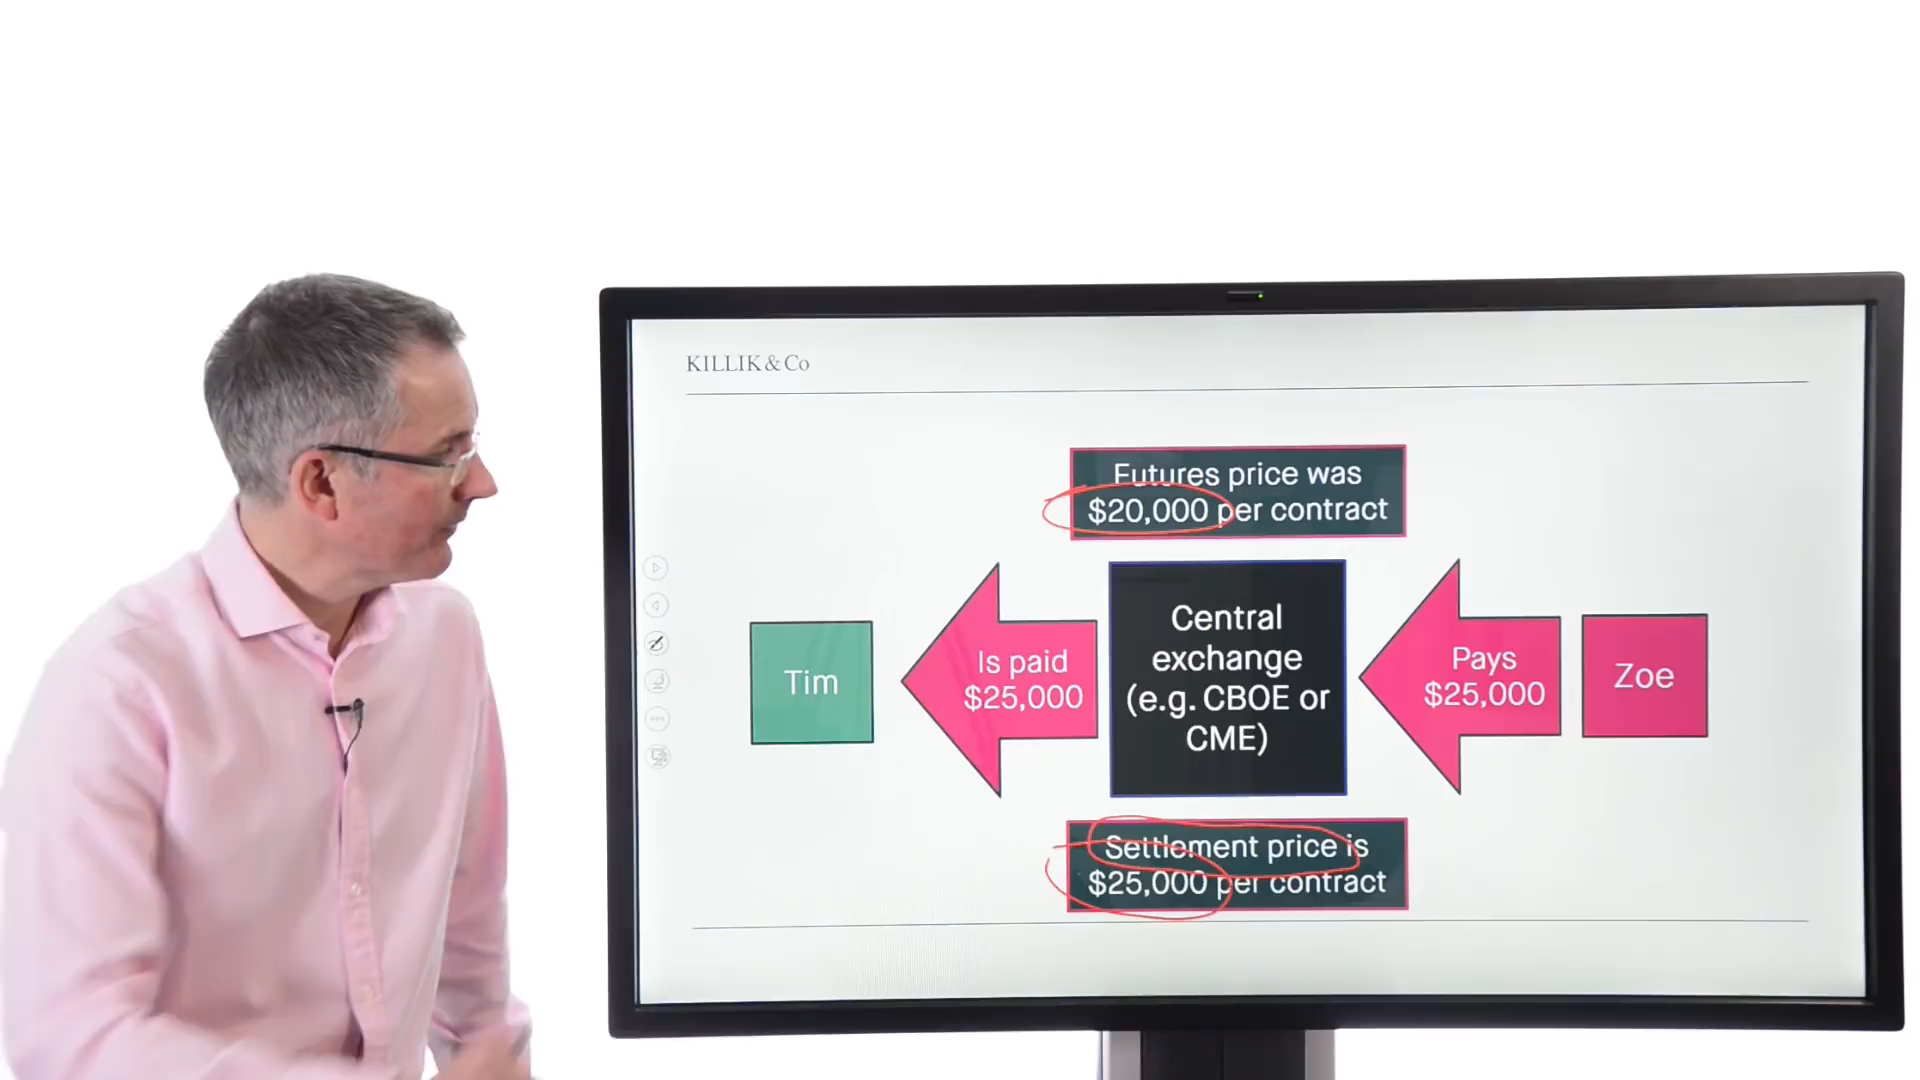 KILLIK & Co
Futures price was
$20,000 per contract
Tim
Is paid
$25,000
Central
exchange
(e.g. CBOE or
CME)
Pays
$25,000
Zoe
Settlement price is
$25,000 per contract